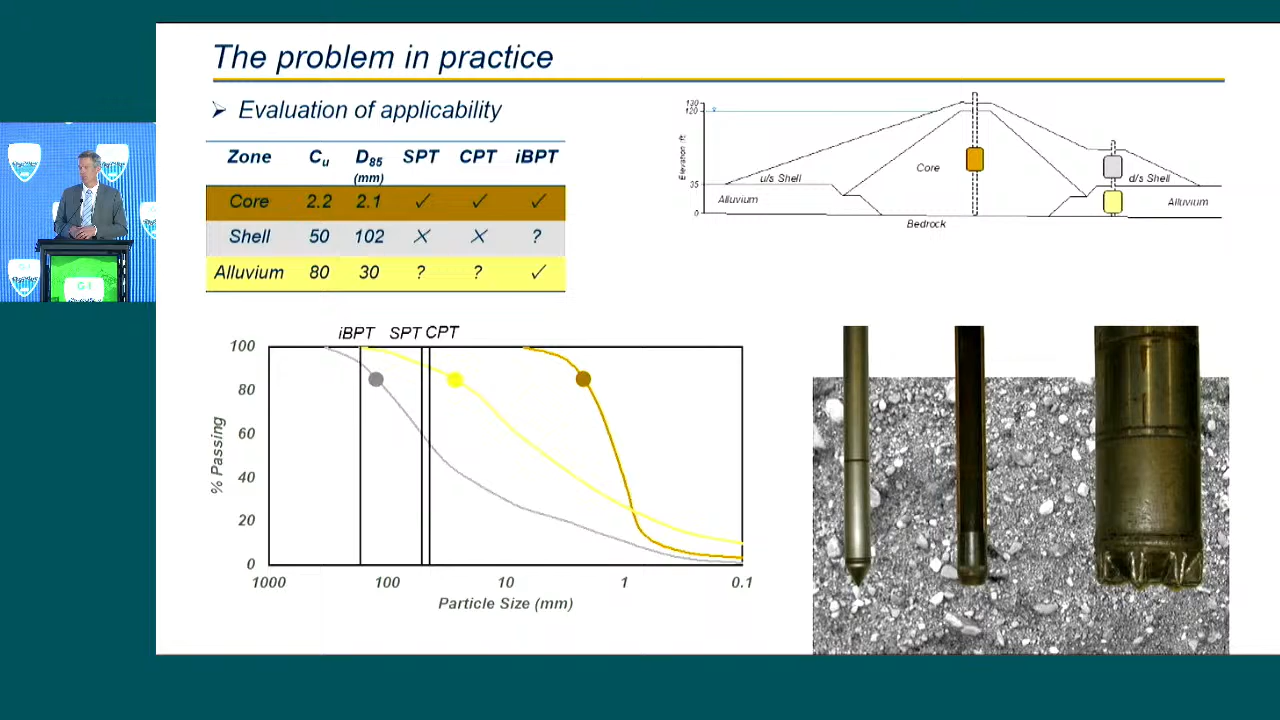 The problem in practice
➢ Evaluation of applicability
Zone Cu D85 (mm) SPT CPT iBPT
Core 2.2 2.1 ✓ ✓ ✓
Shell 50 102 ✗ ✗ ?
Alluvium 80 30 ? ? ✓
130
120
35
0
Elevation : ft
Core
u/s Shell
d/s Shell
Alluvium
Alluvium
Bedrock
iBPT SPT CPT
100
80
60
40
20
0
% Passing
1000 100 10 1 0.1
Particle Size (mm)
G-I